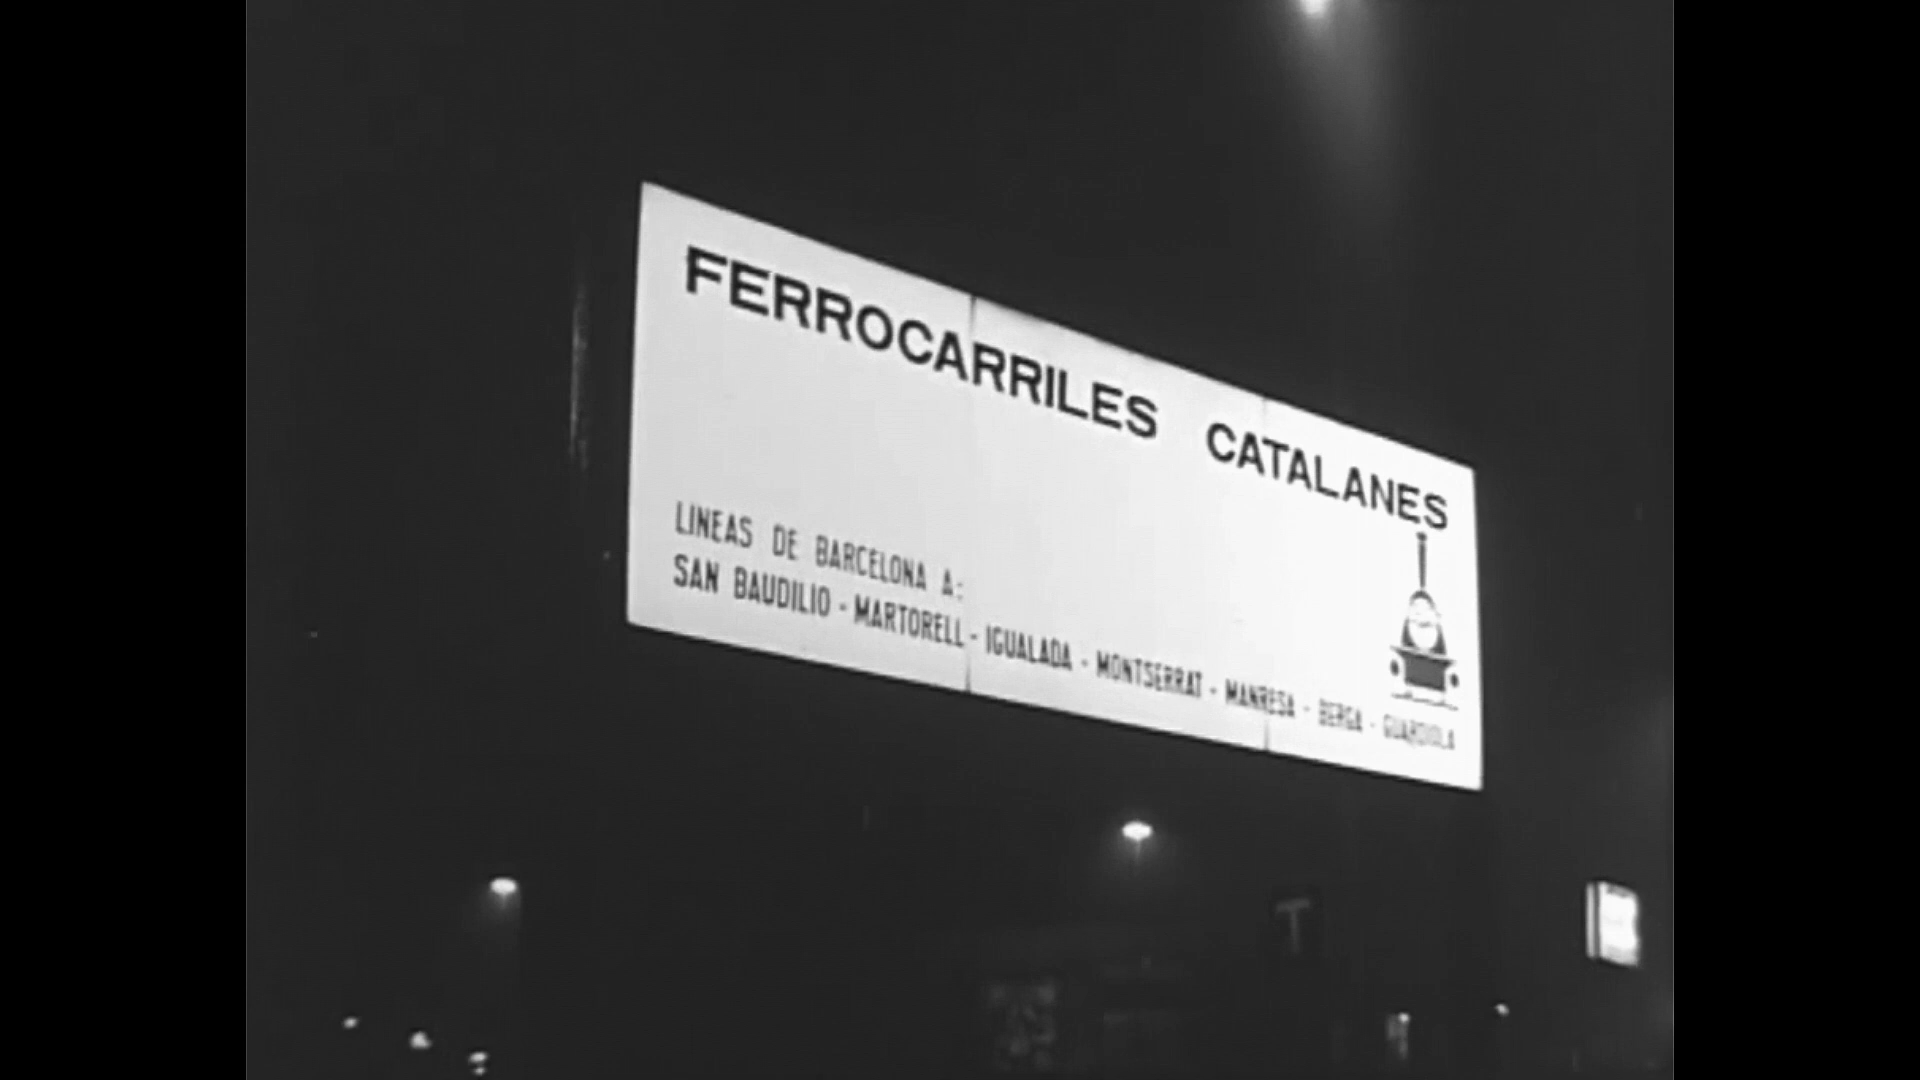 FERROCARRILES CATALANES
LINEAS DE BARCELONA A:
SAN BAUDILIO - MARTORELL - IGUALADA - MONTSERRAT - MANRESA - BERGA - GUARDIOLA
T